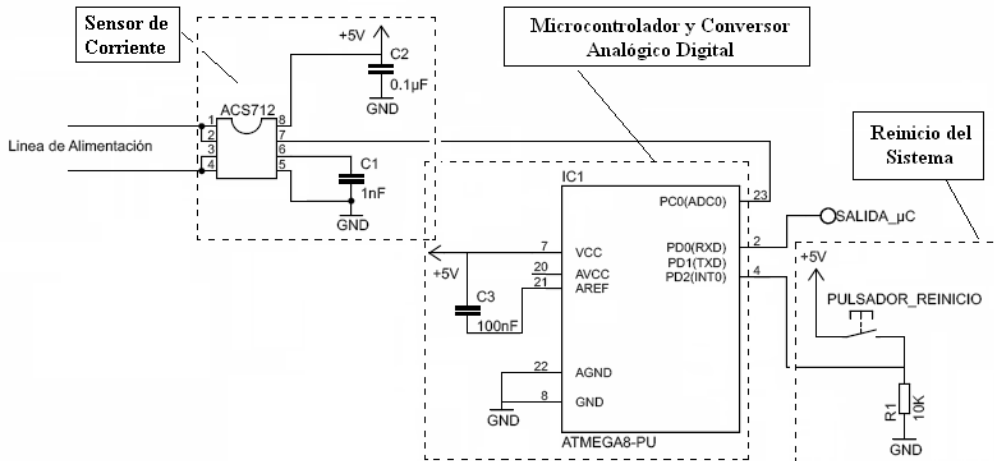 Sensor de
Corriente
+5V
C2
0.1µF
GND
ACS712
1
2
3
4
8
7
6
5
Linea de Alimentación
C1
1nF
GND
Microcontrolador y Conversor
Analógico Digital
IC1
PC0(ADC0)
23
7
VCC
+5V
20
AVCC
21
AREF
C3
100nF
PD0(RXD)
2
PD1(TXD)
PD2(INT0)
4
22
AGND
8
GND
GND
ATMEGA8-PU
SALIDA_µC
Reinicio del
Sistema
+5V
PULSADOR_REINICIO
R1
10K
GND